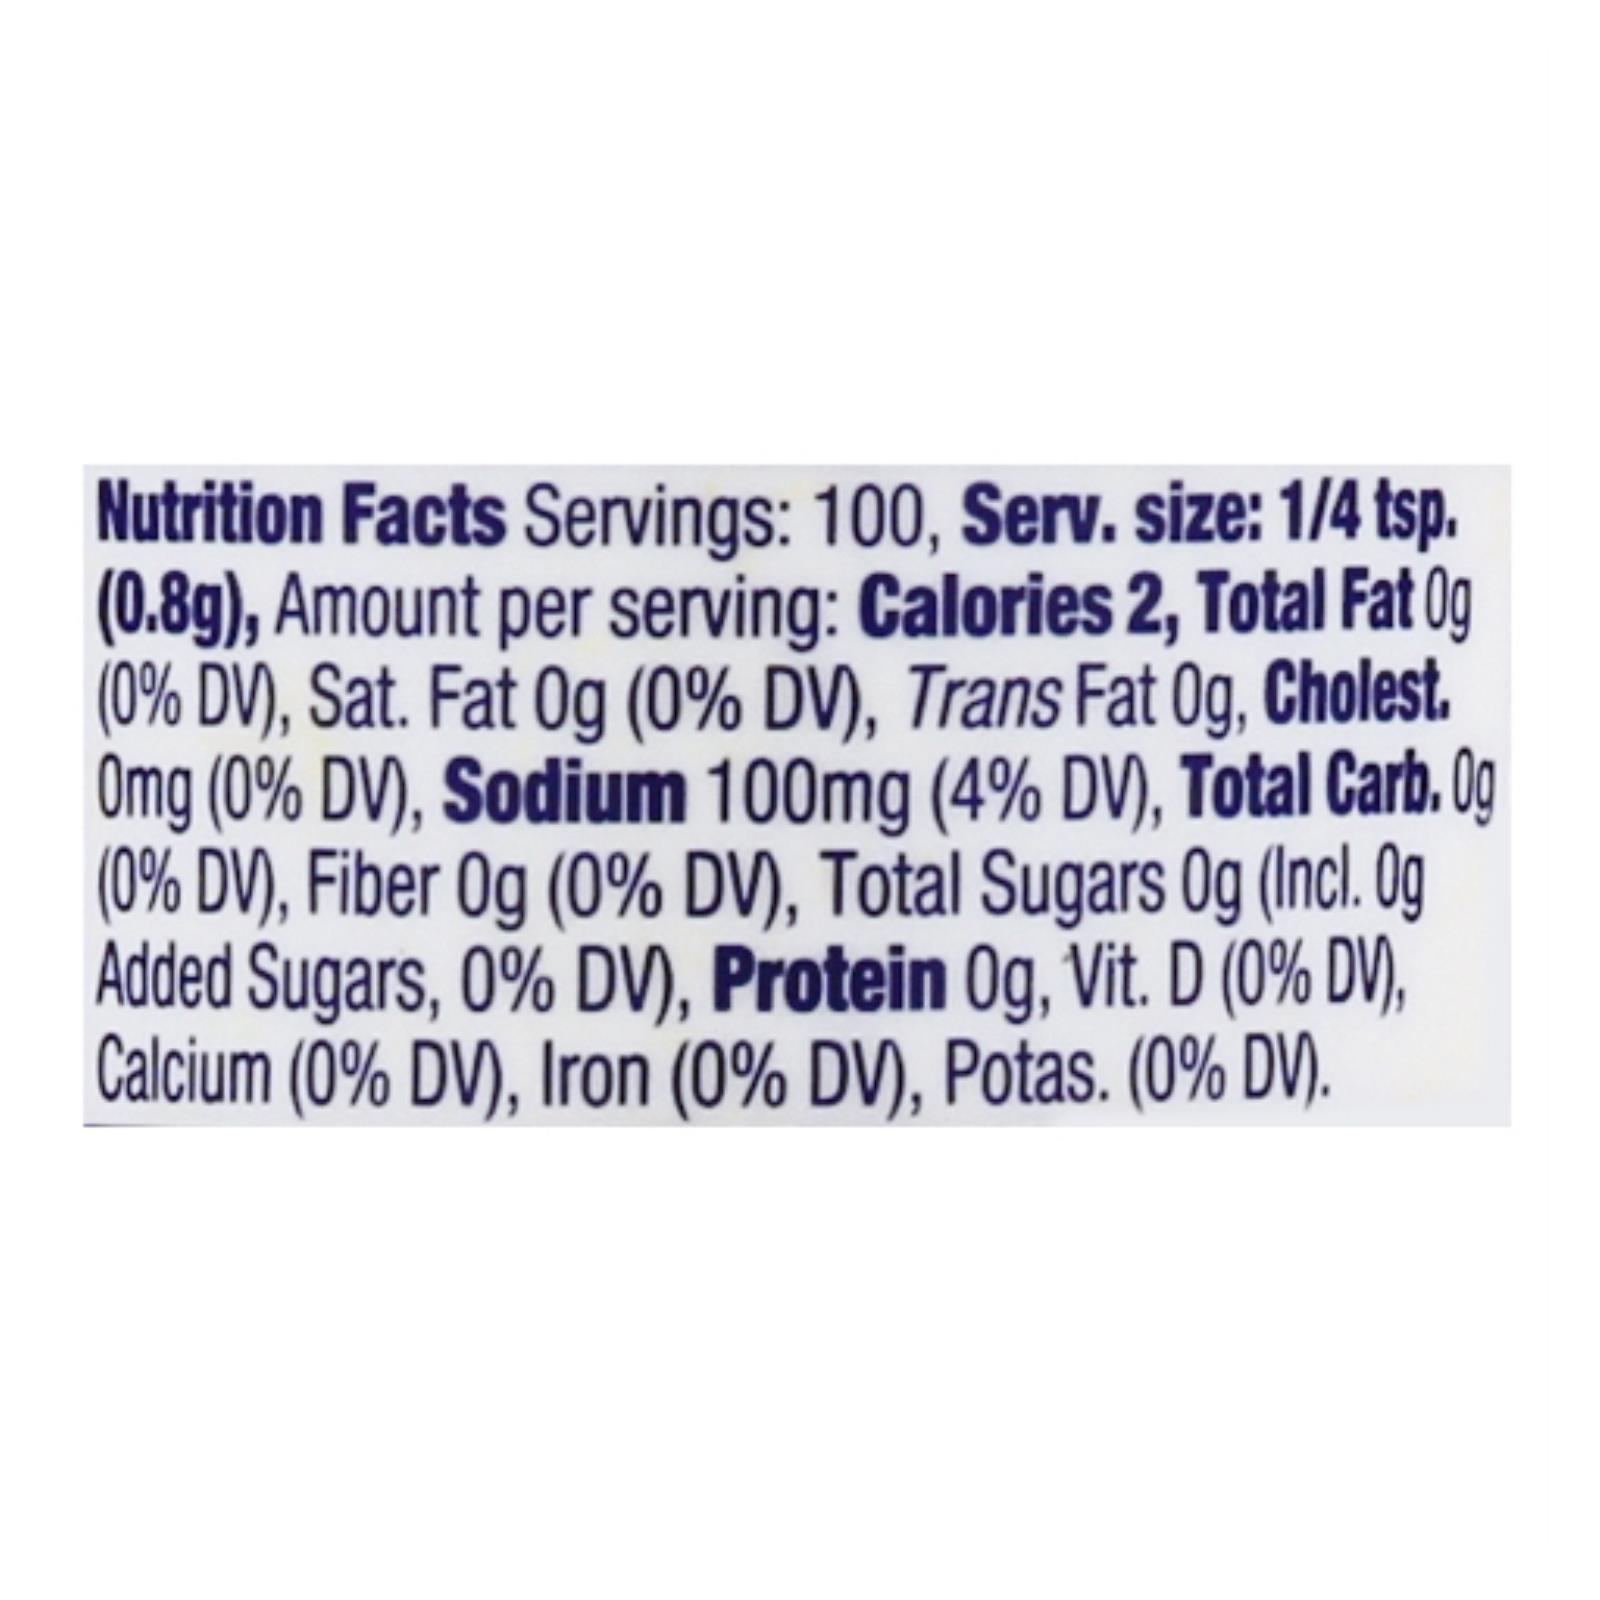 Nutrition Facts Servings: 100, Serv. size: 1/4 tsp.
(0.8g), Amount per serving: Calories 2, Total Fat 0g
(0% DV), Sat. Fat 0g (0% DV), Trans Fat 0g, Cholest.
0mg (0% DV), Sodium 100mg (4% DV), Total Carb. 0g
(0% DV), Fiber 0g (0% DV), Total Sugars 0g (Incl. 0g
Added Sugars, 0% DV), Protein 0g, Vit. D (0% DV),
Calcium (0% DV), Iron (0% DV), Potas. (0% DV).